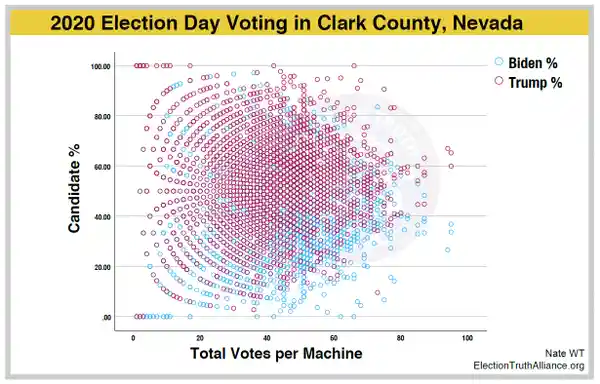 2020 Election Day Voting in Clark County, Nevada
Biden %
Trump %
Candidate %
100.00
80.00
60.00
40.00
20.00
.00
0
20
40
60
80
100
Total Votes per Machine
Nate WT
ElectionTruthAlliance.org